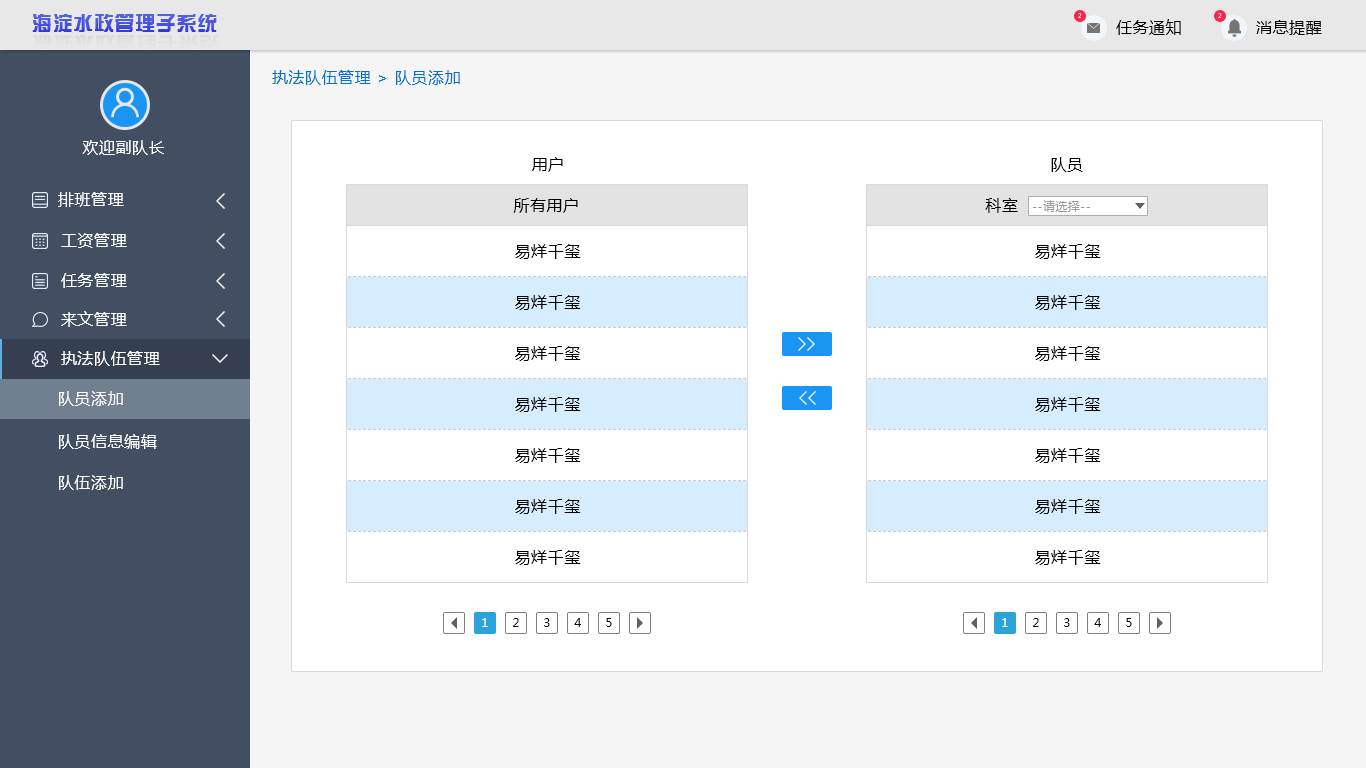 海淀水政管理子系统
2 任务通知 2 消息提醒
欢迎副队长
排班管理
工资管理
任务管理
来文管理
执法队伍管理
队员添加
队员信息编辑
队伍添加
执法队伍管理 > 队员添加
用户
所有用户
易烊千玺
易烊千玺
易烊千玺
易烊千玺
易烊千玺
易烊千玺
易烊千玺
1 2 3 4 5
队员
科室 --请选择--
易烊千玺
易烊千玺
易烊千玺
易烊千玺
易烊千玺
易烊千玺
易烊千玺
1 2 3 4 5